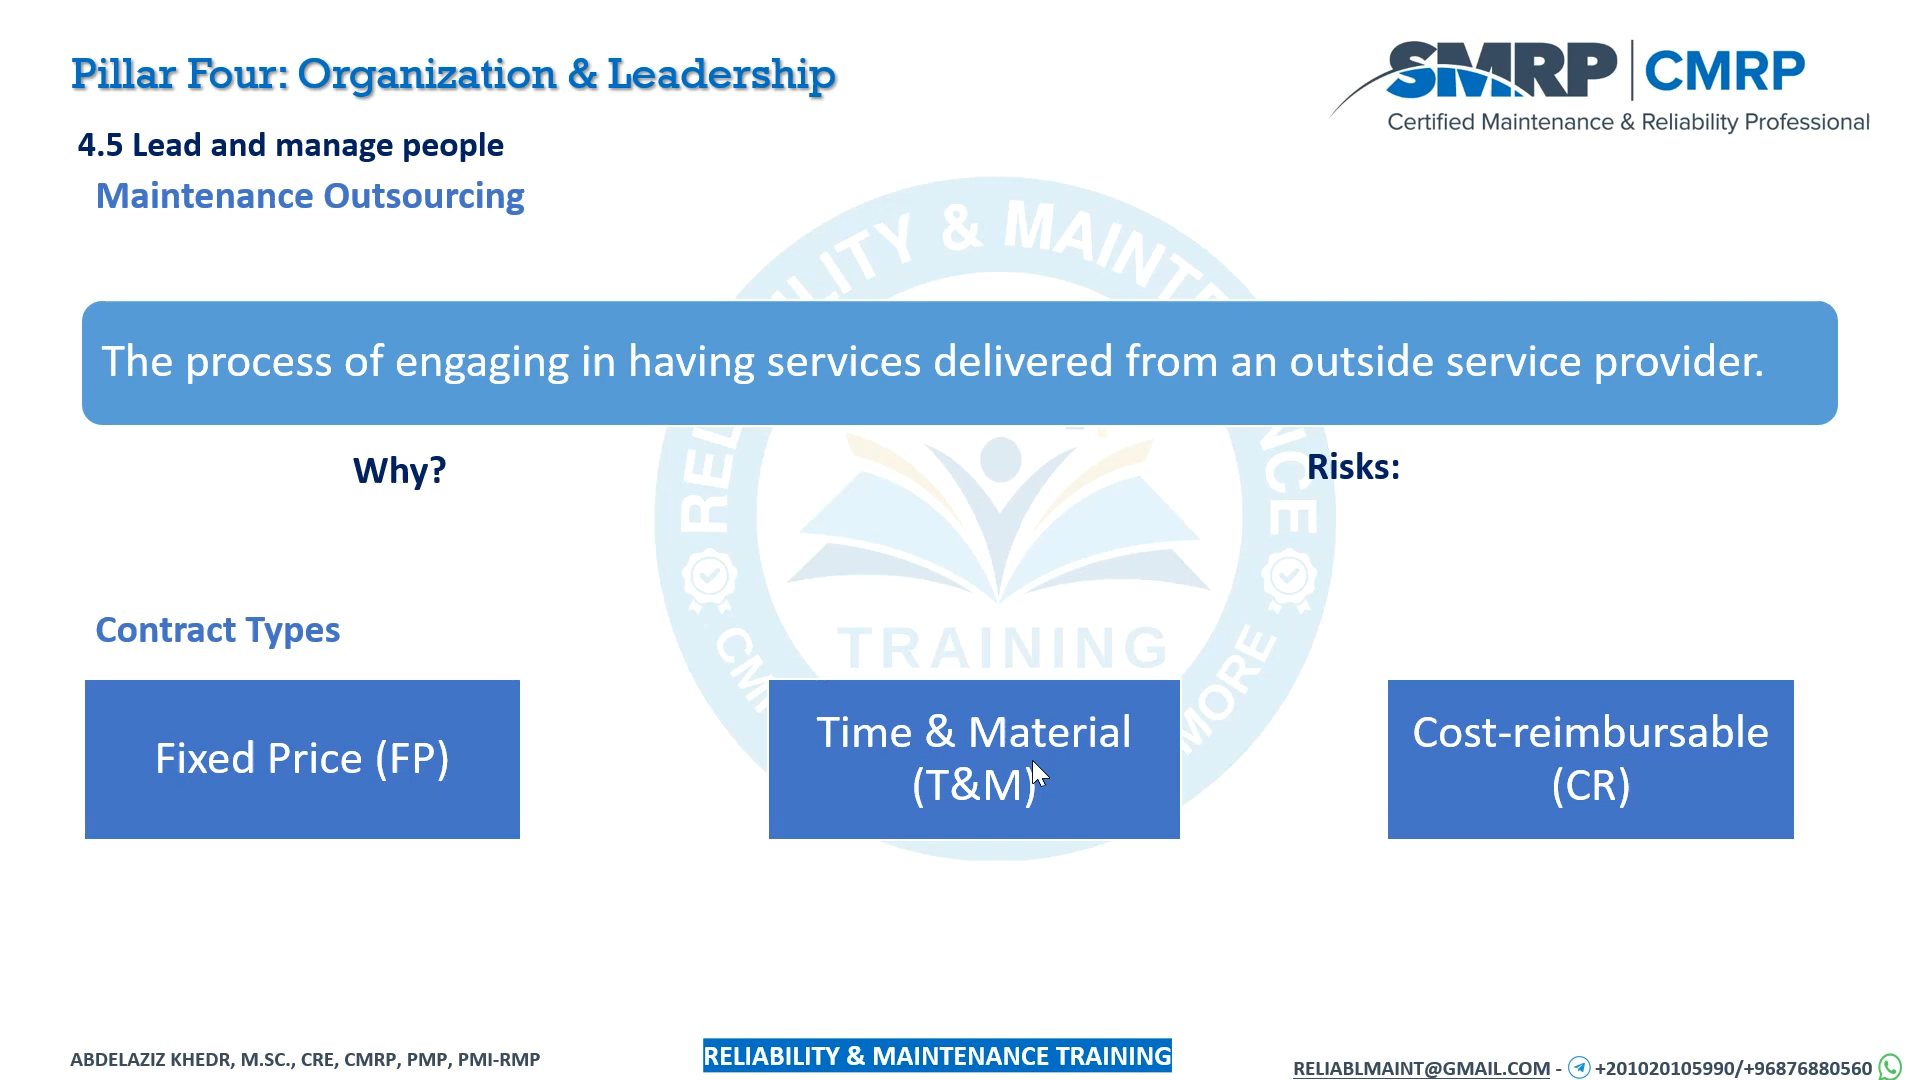 Pillar Four: Organization & Leadership
SMRP CMRP
Certified Maintenance & Reliability Professional
4.5 Lead and manage people
Maintenance Outsourcing
The process of engaging in having services delivered from an outside service provider.
Why?
Risks:
TRAINING
Contract Types
Fixed Price (FP)
Time & Material
(T&M)
Cost-reimbursable
(CR)
MORE
ABDELAZIZ KHEDR, M.SC., CRE, CMRP, PMP, PMI-RMP
RELIABILITY & MAINTENANCE TRAINING
RELIABLMAINT@GMAIL.COM - +201020105990/+96876880560